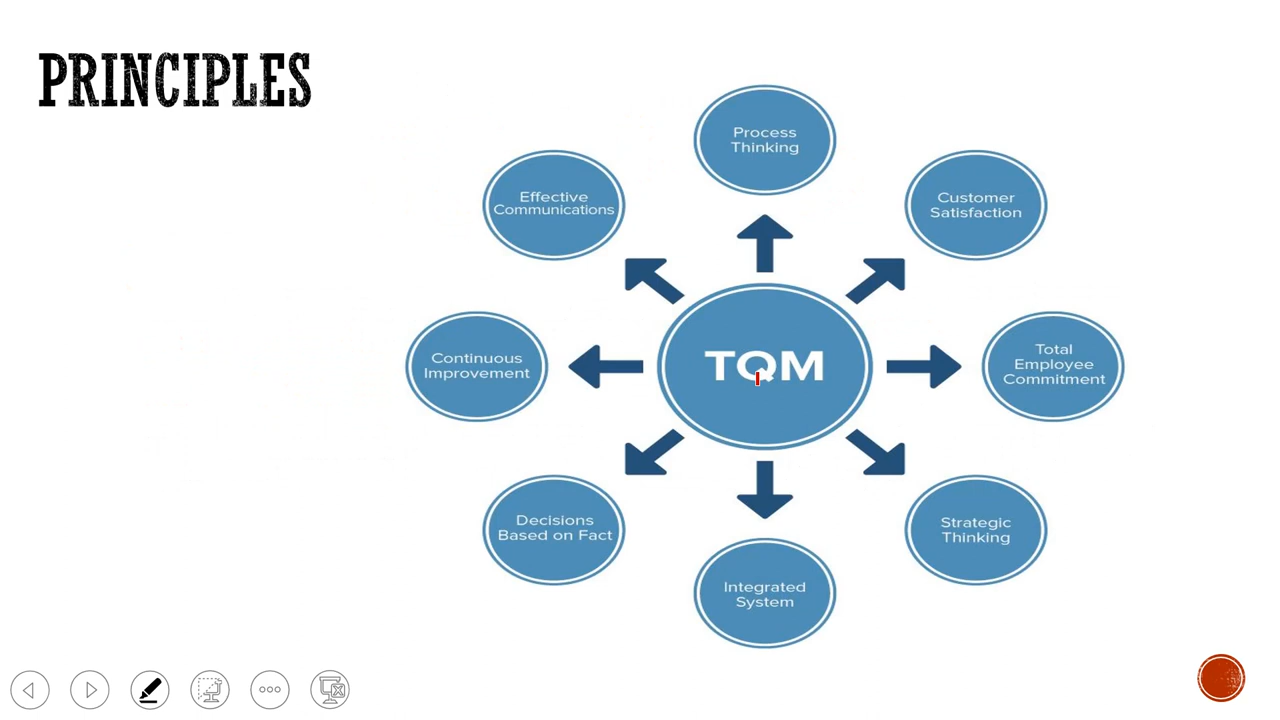 PRINCIPLES
Process
Thinking
Effective
Communications
Customer
Satisfaction
Continuous
Improvement
TQM
Total
Employee
Commitment
Decisions
Based on Fact
Strategic
Thinking
Integrated
System